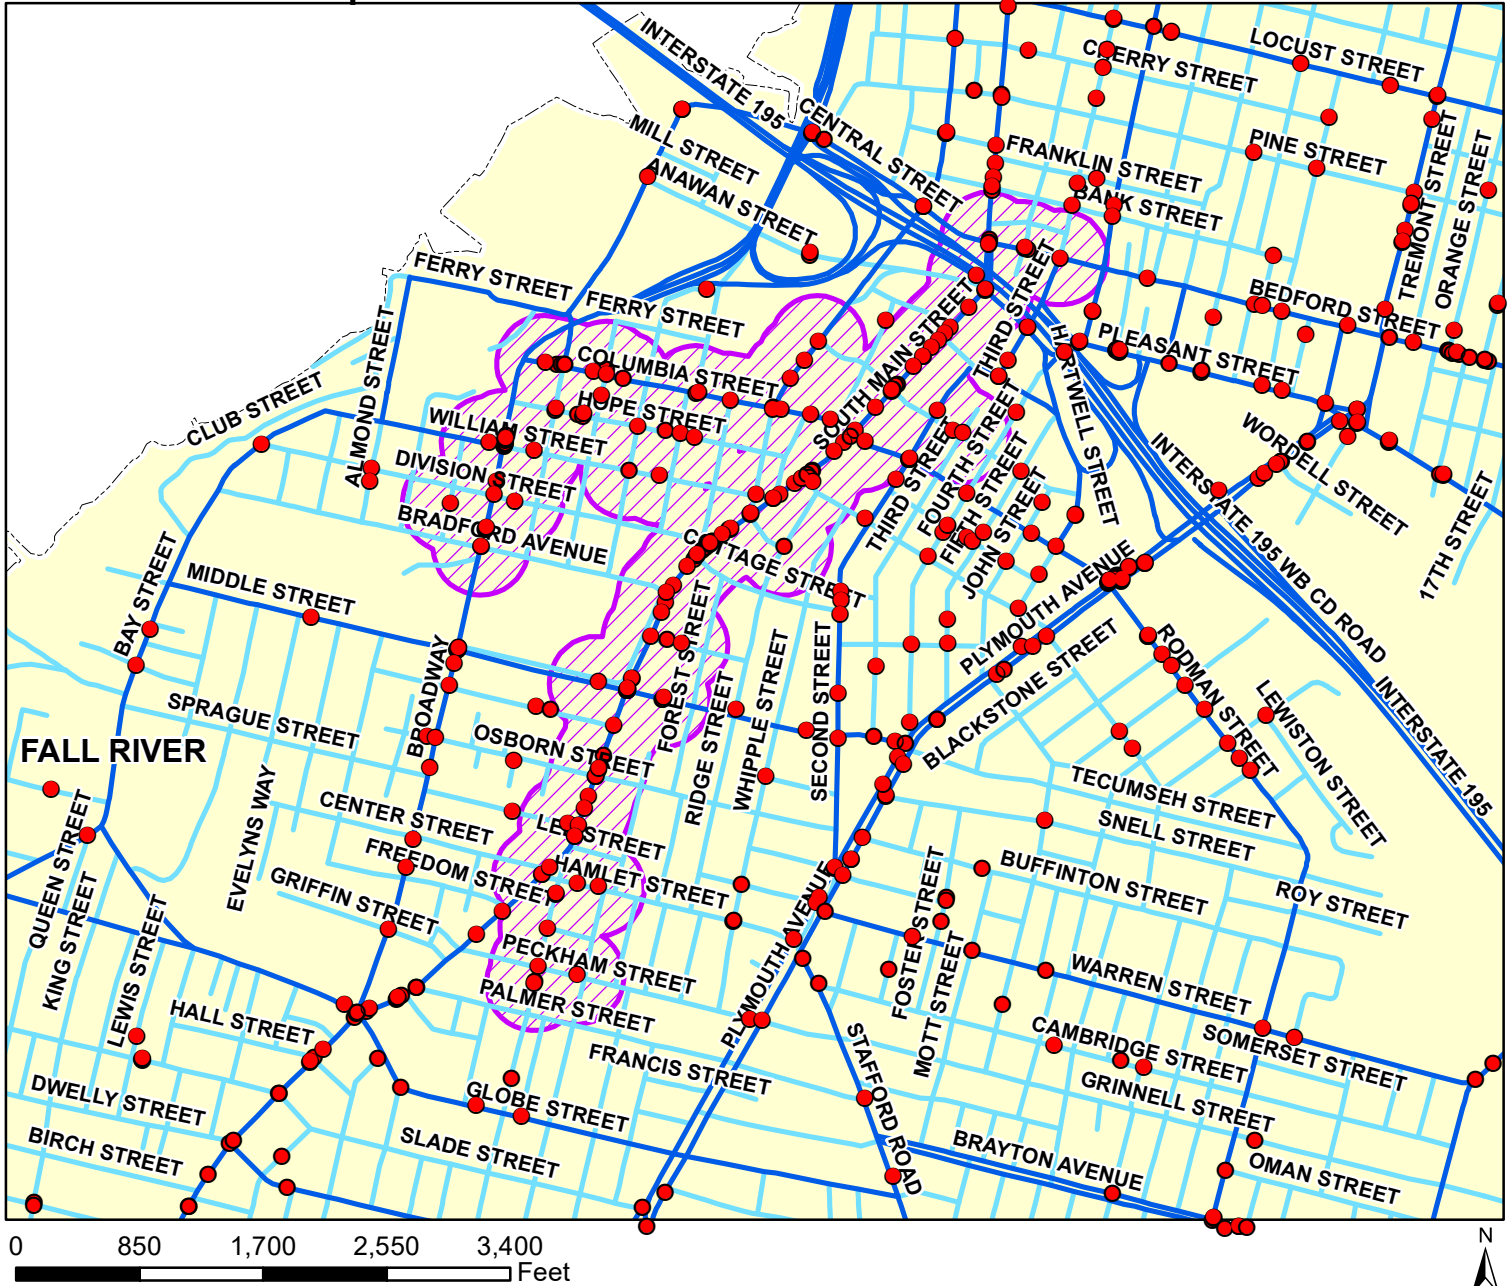 INTERSTATE 195
LOCUST STREET
CHERRY STREET
CENTRAL STREET
MILL STREET
ANAWAN STREET
FRANKLIN STREET
PINE STREET
BANK STREET
TREMONT STREET
ORANGE STREET
FERRY STREET
FERRY STREET
THIRD STREET
BEDFORD STREET
PLEASANT STREET
SOUTH MAIN STREET
COLUMBIA STREET
HARTWELL STREET
ALMOND STREET
CLUB STREET
HOPE STREET
WILLIAM STREET
DIVISION STREET
BRADFORD AVENUE
COTTAGE STREET
THIRD STREET
FOURTH STREET
FIFTH STREET
JOHN STREET
WORDELL STREET
INTERSTATE 195 WB CD ROAD
INTERSTATE 195
17TH STREET
BAY STREET
MIDDLE STREET
PLYMOUTH AVENUE
BLACKSTONE STREET
RODMAN STREET
LEWISTON STREET
BROADWAY
FOREST STREET
RIDGE STREET
WHIPPLE STREET
SECOND STREET
SPRAGUE STREET
OSBORN STREET
FALL RIVER
QUEEN STREET
EVELYNS WAY
CENTER STREET
LEE STREET
TECUMSEH STREET
SNELL STREET
FREEDOM STREET
HAMLET STREET
BUFFINTON STREET
ROY STREET
GRIFFIN STREET
KING STREET
LEWIS STREET
PECKHAM STREET
PALMER STREET
PLYMOUTH AVENUE
FOSTER STREET
MOTT STREET
WARREN STREET
SOMERSET STREET
HALL STREET
FRANCIS STREET
STAFFORD ROAD
CAMBRIDGE STREET
GRINNELL STREET
DWELLY STREET
GLOBE STREET
BIRCH STREET
SLADE STREET
BRAYTON AVENUE
OMAN STREET
0 850 1,700 2,550 3,400
Feet
N